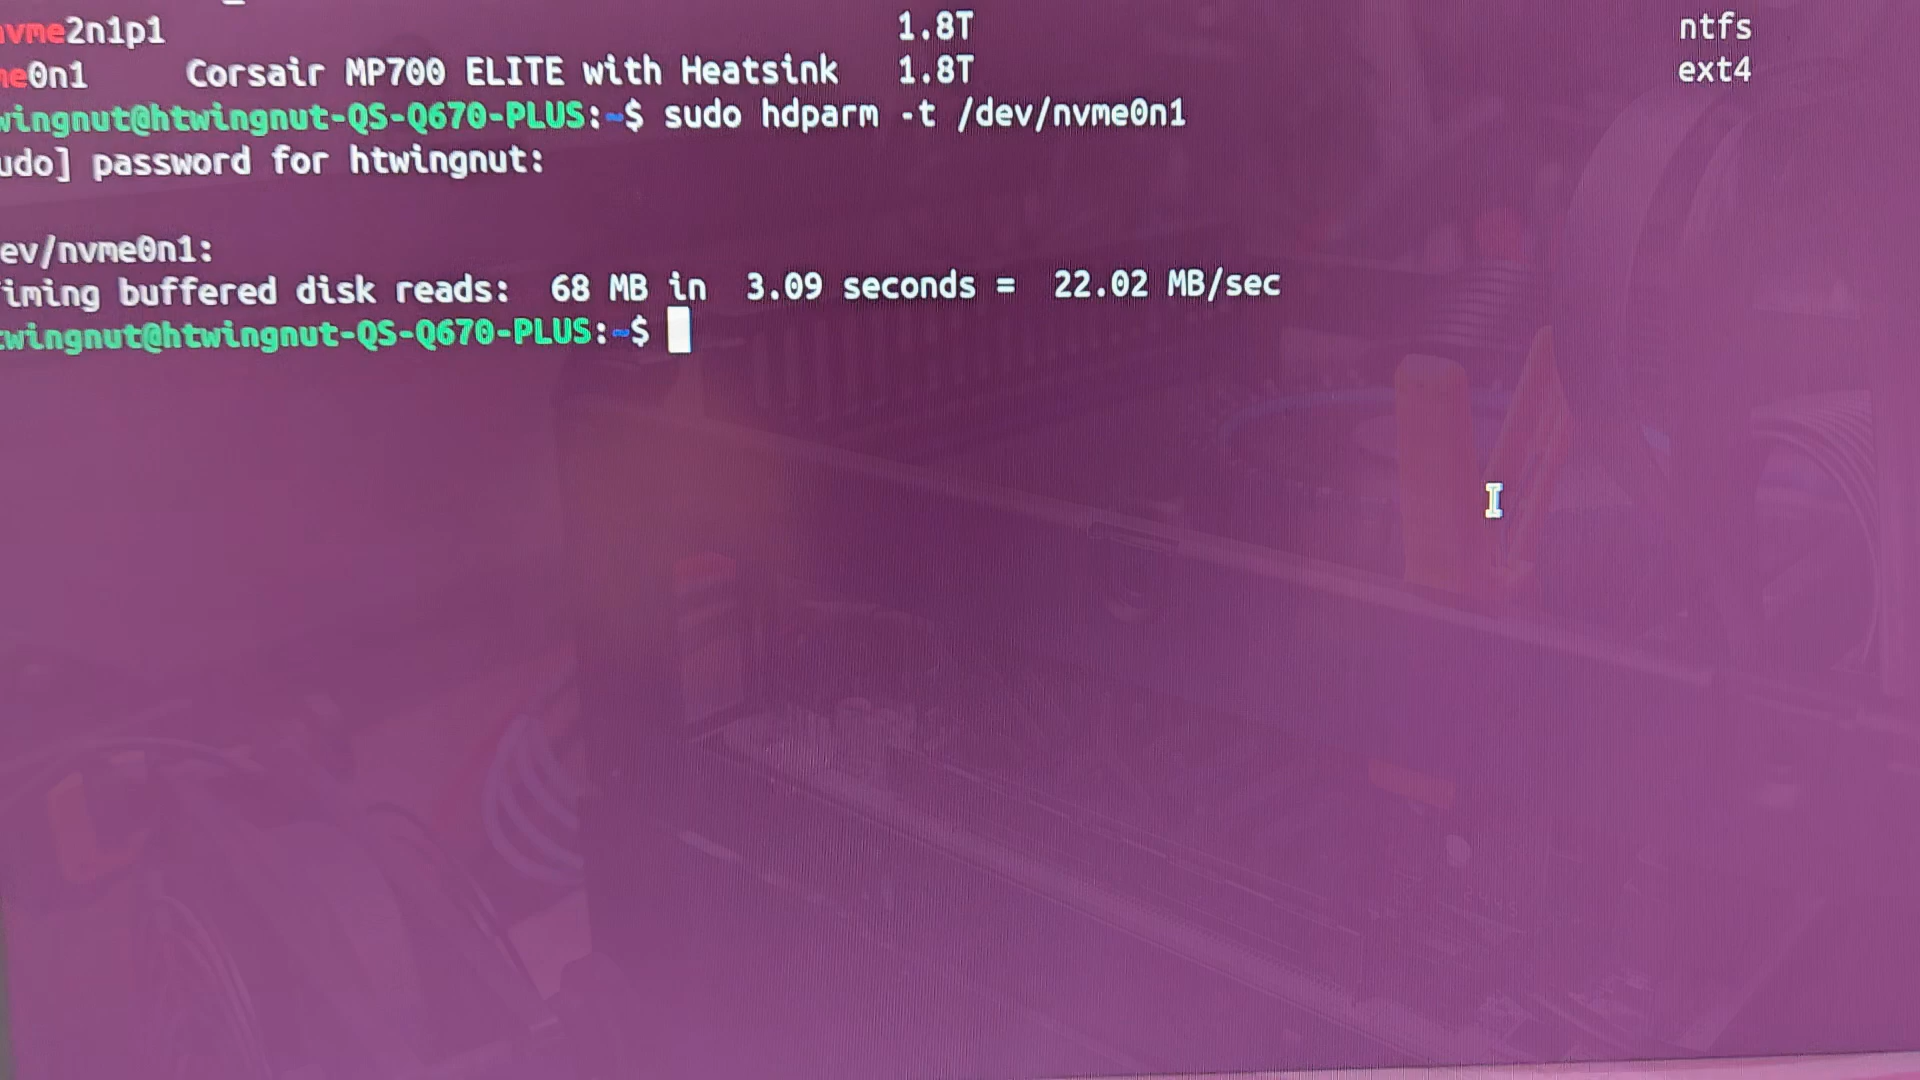 nvme2n1p1 1.8T ntfs
me0n1 Corsair MP700 ELITE with Heatsink 1.8T ext4
wingnut@htwingnut-QS-Q670-PLUS:~$ sudo hdparm -t /dev/nvme0n1
udo] password for htwingnut:
ev/nvme0n1:
iming buffered disk reads: 68 MB in 3.09 seconds = 22.02 MB/sec
twingnut@htwingnut-QS-Q670-PLUS:~$